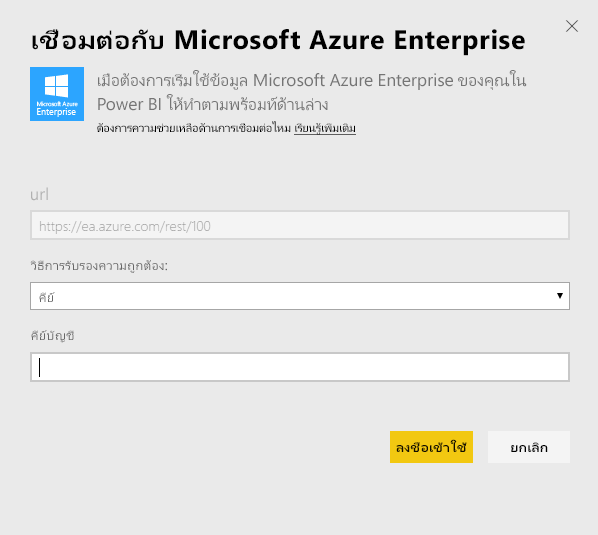 เชื่อมต่อกับ Microsoft Azure Enterprise
Microsoft Azure
Enterprise
เมื่อต้องการเริ่มใช้ข้อมูล Microsoft Azure Enterprise ของคุณใน
Power BI ให้ทำตามพร้อมท์ด้านล่าง
ต้องการความช่วยเหลือด้านการเชื่อมต่อไหม เรียนรู้เพิ่มเติม
url
https://ea.azure.com/rest/100
วิธีการรับรองความถูกต้อง:
คีย์
คีย์บัญชี
ลงชื่อเข้าใช้ ยกเลิก